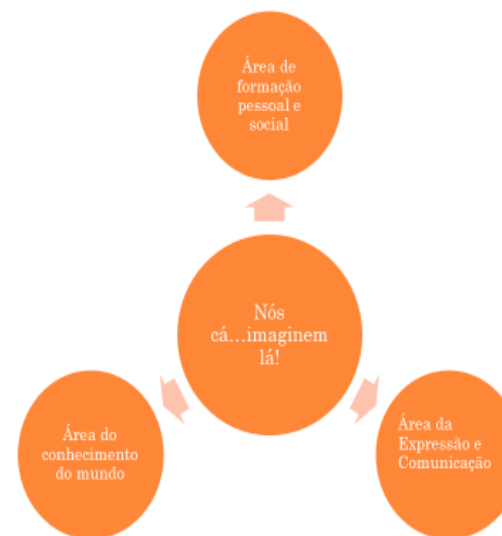 Área de
formação
pessoal e
social
Nós
cá...imaginem
lá!
Área do
conhecimento
do mundo
Área da
Expressão e
Comunicação